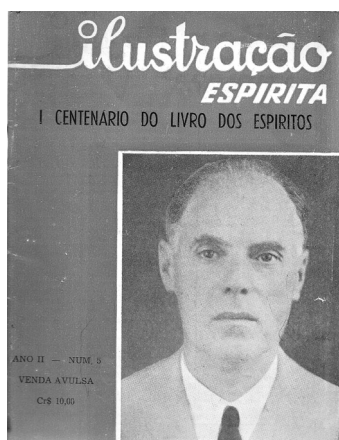 ilustração
ESPIRITA
I CENTENARIO DO LIVRO DOS ESPIRITOS
ANO II — NUM. 5
VENDA AVULSA
Cr$ 10,00